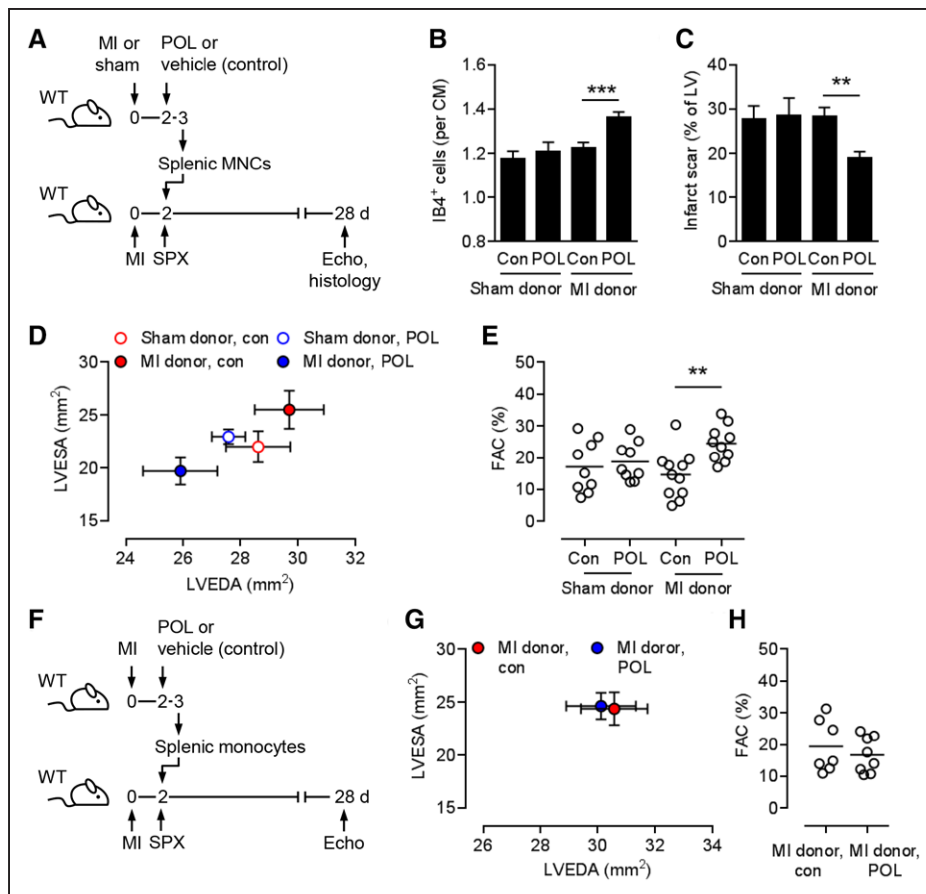 A
MI or
sham
POL or
vehicle (control)
WT
0
2-3
Splenic MNCs
WT
0
2
28 d
MI
SPX
Echo,
histology
B
***
IB4+ cells (per CM)
1.6
1.4
1.2
1.0
0.8
Con POL Con POL
Sham donor MI donor
C
**
Infarct scar (% of LV)
40
30
20
10
0
Con POL Con POL
Sham donor MI donor
D
Sham donor, con
Sham donor, POL
MI donor, con
MI donor, POL
LVESA (mm²)
30
25
20
15
24 26 28 30 32
LVEDA (mm²)
E
**
FAC (%)
50
40
30
20
10
0
Con POL Con POL
Sham donor MI donor
F
MI
POL or
vehicle (control)
WT
0
2-3
Splenic monocytes
WT
0
2
28 d
MI
SPX
Echo
G
MI donor,
con
MI donor,
POL
LVESA (mm²)
30
25
20
15
26 28 30 32 34
LVEDA (mm²)
H
FAC (%)
50
40
30
20
10
0
MI donor,
con
MI donor,
POL